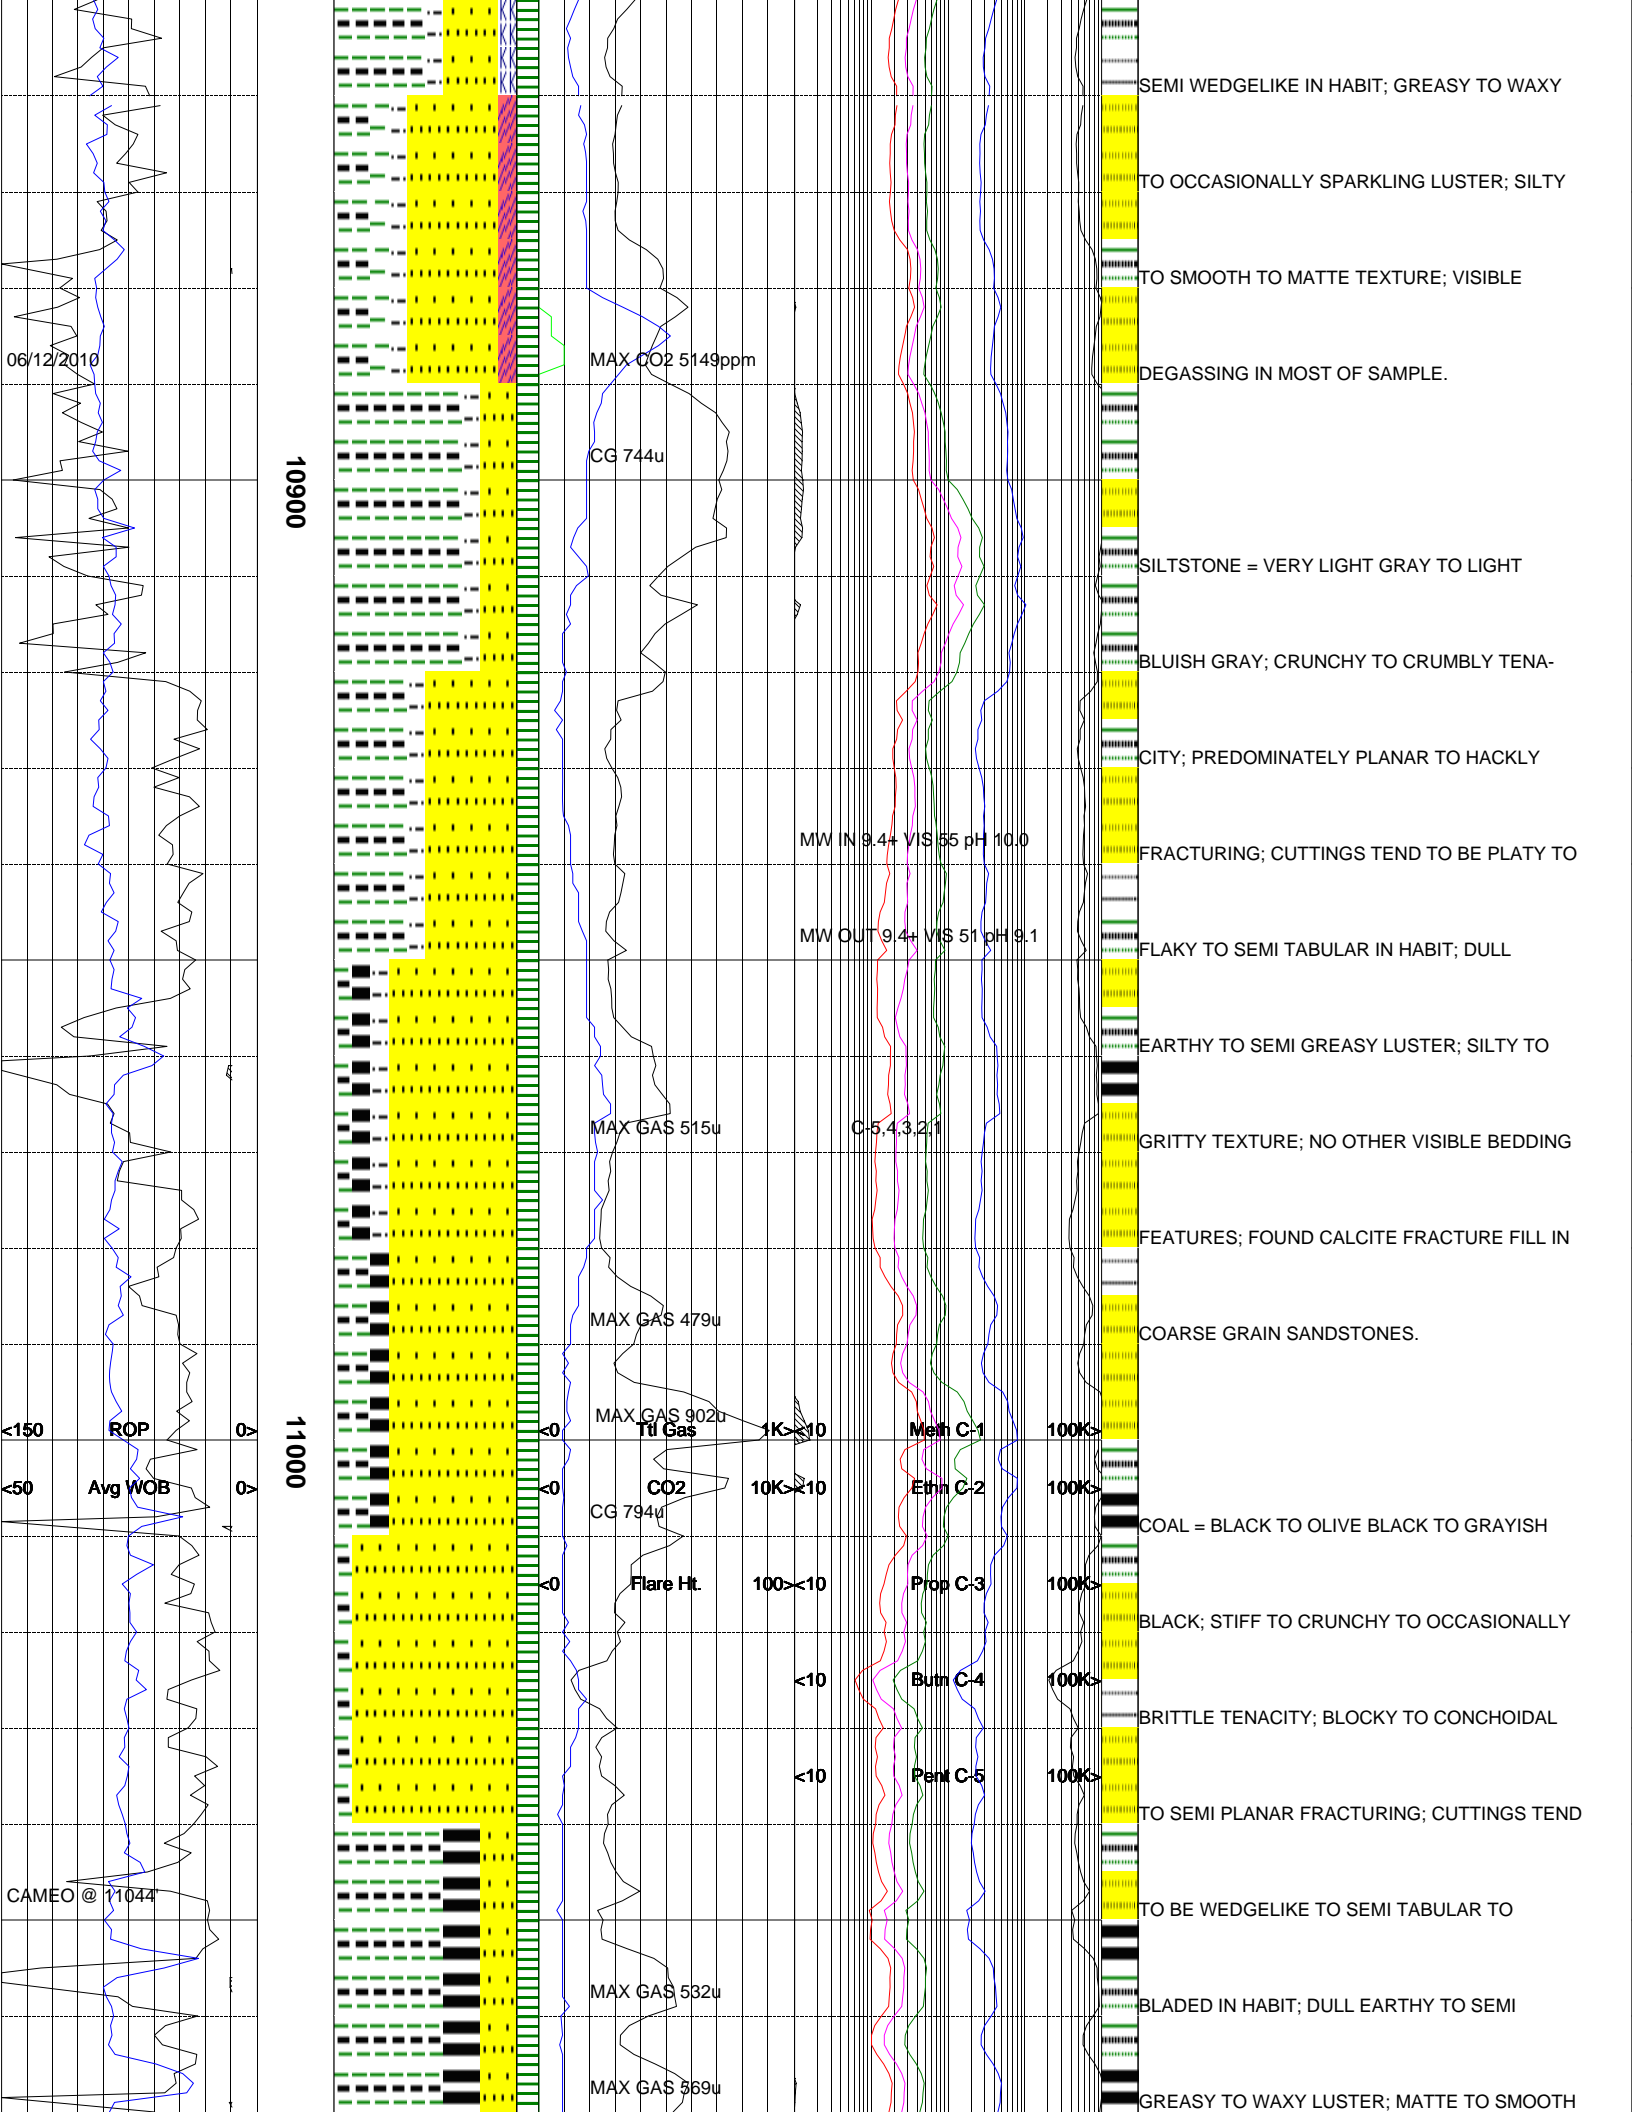 SEMI WEDGELIKE IN HABIT; GREASY TO WAXY
TO OCCASIONALLY SPARKLING LUSTER; SILTY
TO SMOOTH TO MATTE TEXTURE; VISIBLE
06/12/2010
MAX CO2 5149ppm
DEGASSING IN MOST OF SAMPLE.
CG 744u
10900
SILTSTONE = VERY LIGHT GRAY TO LIGHT
BLUISH GRAY; CRUNCHY TO CRUMBLY TENA-
CITY; PREDOMINATELY PLANAR TO HACKLY
MW IN 9.4+ VIS 55 pH 10.0
FRACTURING; CUTTINGS TEND TO BE PLATY TO
MW OUT 9.4+ VIS 51 pH 9.1
FLAKY TO SEMI TABULAR IN HABIT; DULL
EARTHY TO SEMI GREASY LUSTER; SILTY TO
MAX GAS 515u
C-5,4,3,2,1
GRITTY TEXTURE; NO OTHER VISIBLE BEDDING
FEATURES; FOUND CALCITE FRACTURE FILL IN
MAX GAS 479u
COARSE GRAIN SANDSTONES.
MAX GAS 902u
<150 ROP 0>
11000
<0 Ttl Gas 1K>
<10 Meth C-1 100K>
<50 Avg WOB 0>
<0 CO2 10K>
<10 Ethn C-2 100K>
CG 794u
COAL = BLACK TO OLIVE BLACK TO GRAYISH
<0 Flare Ht. 100>
<10 Prop C-3 100K>
BLACK; STIFF TO CRUNCHY TO OCCASIONALLY
<10 Butn C-4 100K>
BRITTLE TENACITY; BLOCKY TO CONCHOIDAL
<10 Pent C-5 100K>
TO SEMI PLANAR FRACTURING; CUTTINGS TEND
CAMEO @ 11044'
TO BE WEDGELIKE TO SEMI TABULAR TO
MAX GAS 532u
BLADED IN HABIT; DULL EARTHY TO SEMI
MAX GAS 569u
GREASY TO WAXY LUSTER; MATTE TO SMOOTH